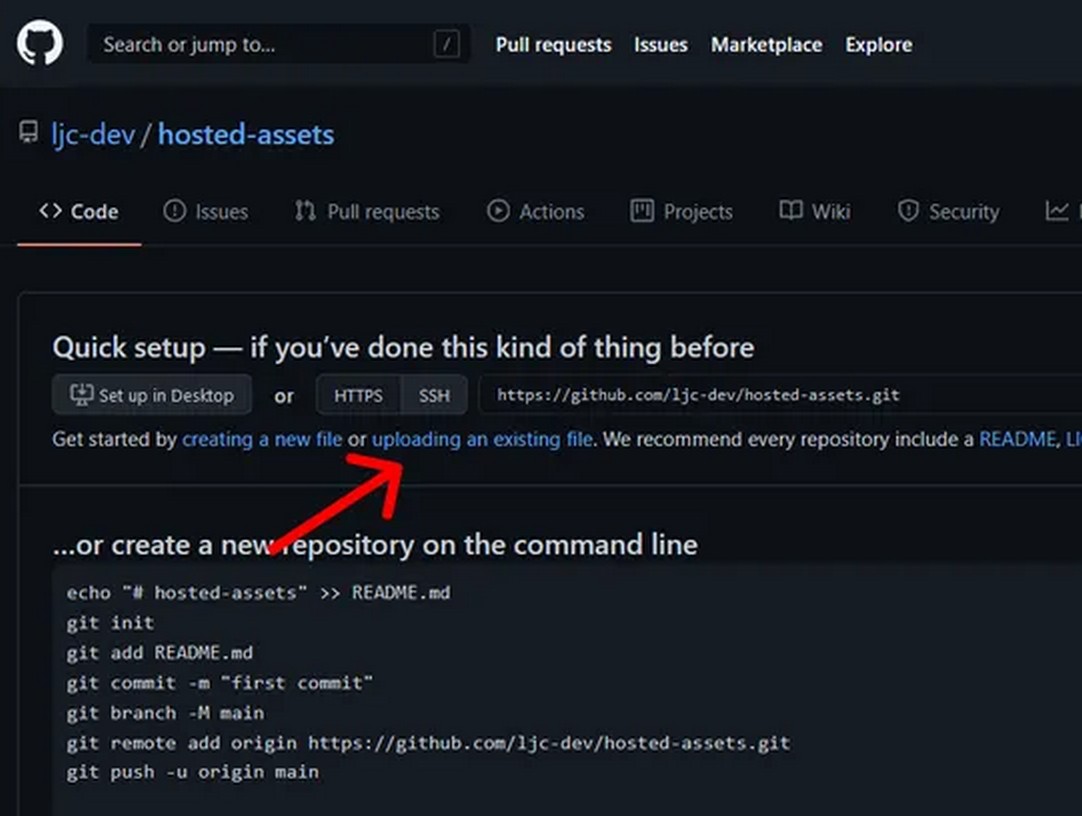 Search or jump to... /
Pull requests Issues Marketplace Explore
ljc-dev / hosted-assets
<> Code Issues Pull requests Actions Projects Wiki Security
Quick setup — if you’ve done this kind of thing before
Set up in Desktop or HTTPS SSH https://github.com/ljc-dev/hosted-assets.git
Get started by creating a new file or uploading an existing file. We recommend every repository include a README,
...or create a new repository on the command line
echo "# hosted-assets" >> README.md
git init
git add README.md
git commit -m "first commit"
git branch -M main
git remote add origin https://github.com/ljc-dev/hosted-assets.git
git push -u origin main